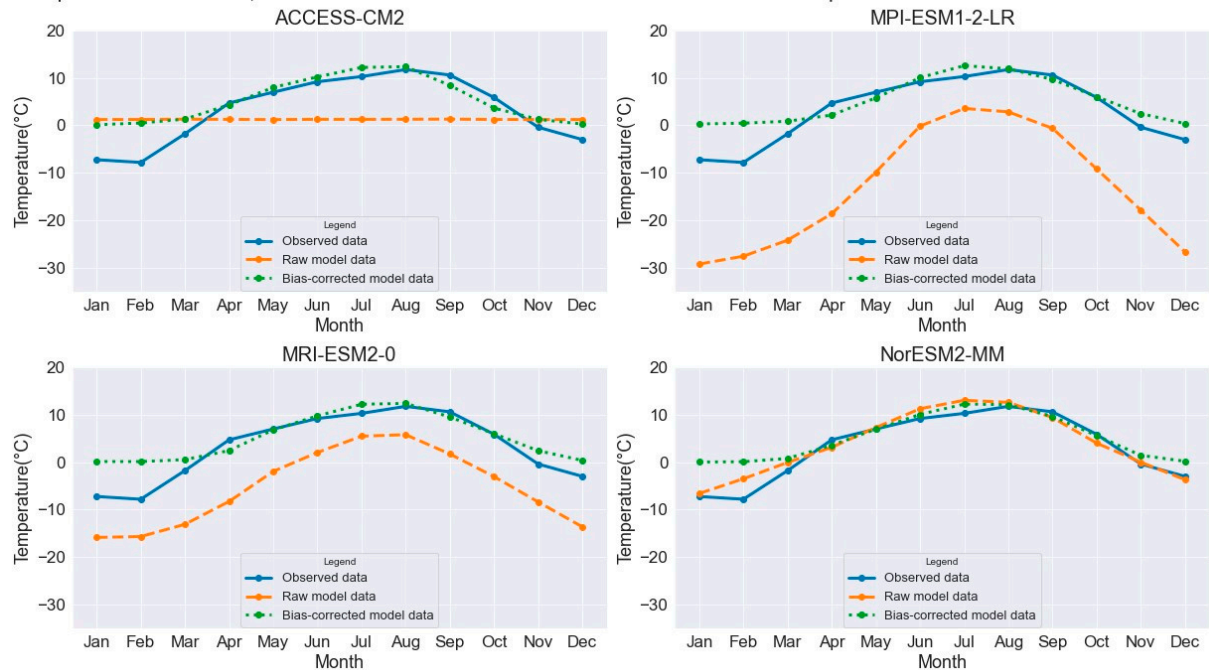 ACCESS-CM2
20
10
0
−10
−20
−30
Temperature(°C)
Legend
Observed data
Raw model data
Bias-corrected model data
Jan Feb Mar Apr May Jun Jul Aug Sep Oct Nov Dec
Month
MPI-ESM1-2-LR
20
10
0
−10
−20
−30
Temperature(°C)
Legend
Observed data
Raw model data
Bias-corrected model data
Jan Feb Mar Apr May Jun Jul Aug Sep Oct Nov Dec
Month
MRI-ESM2-0
20
10
0
−10
−20
−30
Temperature(°C)
Legend
Observed data
Raw model data
Bias-corrected model data
Jan Feb Mar Apr May Jun Jul Aug Sep Oct Nov Dec
Month
NorESM2-MM
20
10
0
−10
−20
−30
Temperature(°C)
Legend
Observed data
Raw model data
Bias-corrected model data
Jan Feb Mar Apr May Jun Jul Aug Sep Oct Nov Dec
Month